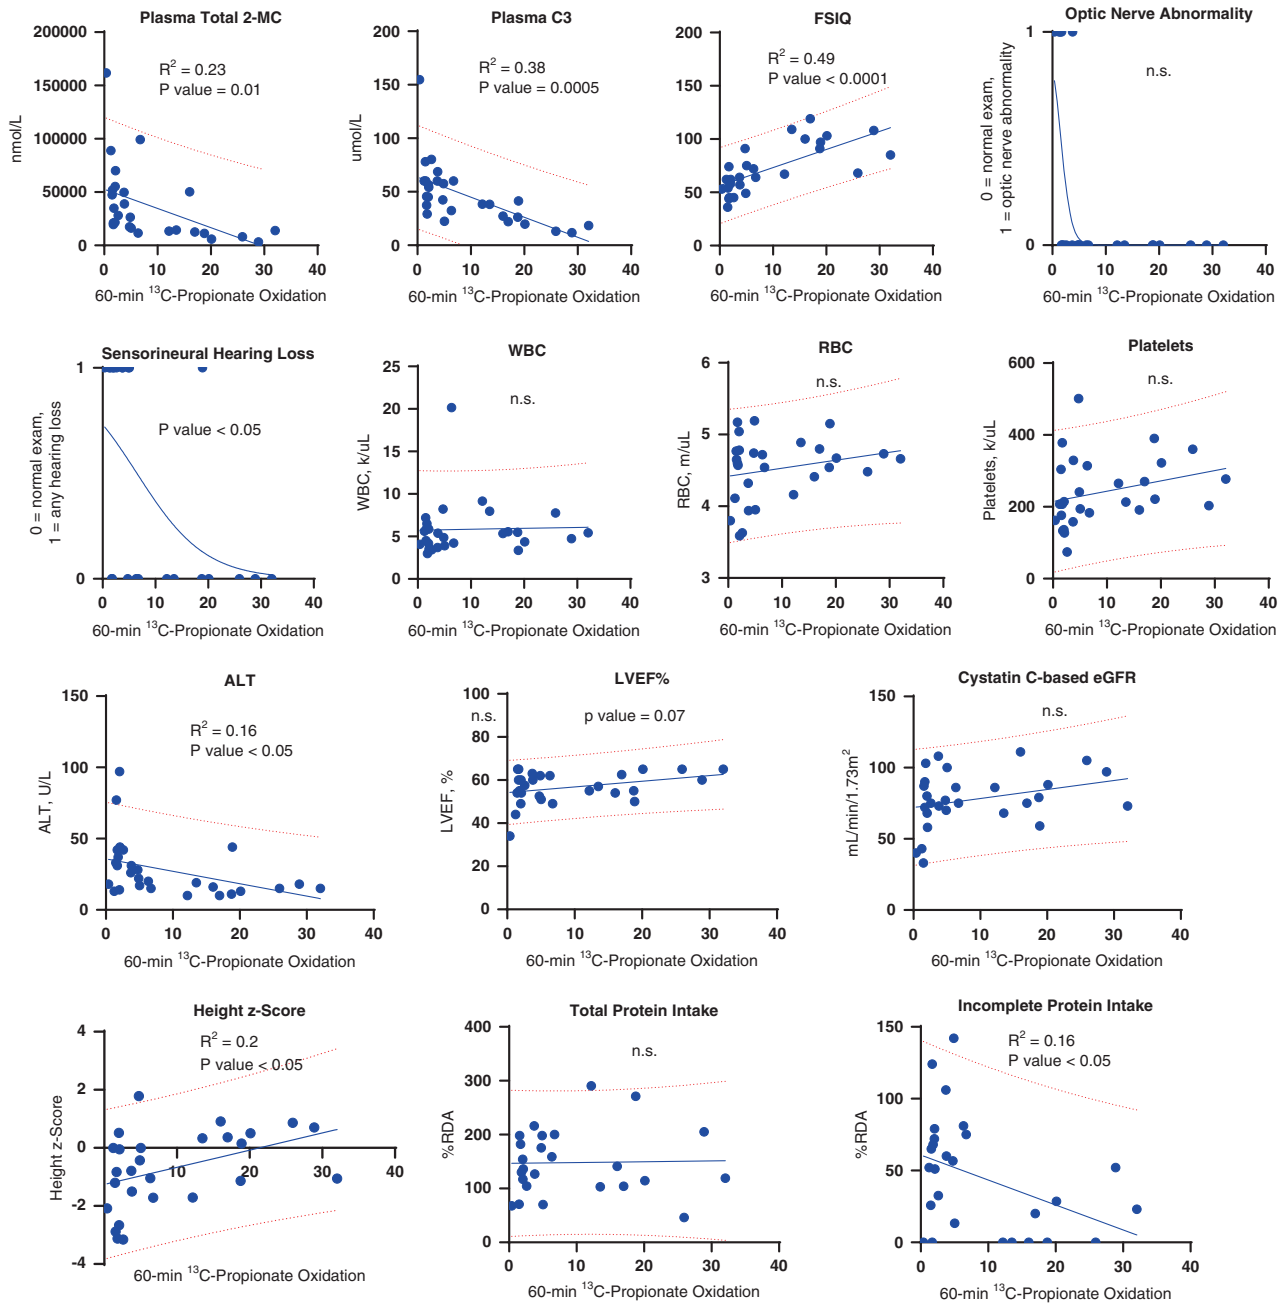 Plasma Total 2-MC
200000
150000
100000
50000
0
nmol/L
R² = 0.23
P value = 0.01
0 10 20 30 40
60-min ¹³C-Propionate Oxidation
Plasma C3
200
150
100
50
0
umol/L
R² = 0.38
P value = 0.0005
0 10 20 30 40
60-min ¹³C-Propionate Oxidation
FSIQ
200
150
100
50
0
R² = 0.49
P value < 0.0001
0 10 20 30 40
60-min ¹³C-Propionate Oxidation
Optic Nerve Abnormality
1
0
0 = normal exam,
1 = optic nerve abnormality
n.s.
0 10 20 30 40
60-min ¹³C-Propionate Oxidation
Sensorineural Hearing Loss
1
0
0 = normal exam,
1 = any hearing loss
P value < 0.05
0 10 20 30 40
60-min ¹³C-Propionate Oxidation
WBC
25
20
15
10
5
0
WBC, k/uL
n.s.
0 10 20 30 40
60-min ¹³C-Propionate Oxidation
RBC
6
5
4
3
RBC, m/uL
n.s.
0 10 20 30 40
60-min ¹³C-Propionate Oxidation
Platelets
600
400
200
0
Platelets, k/uL
n.s.
0 10 20 30 40
60-min ¹³C-Propionate Oxidation
ALT
150
100
50
0
ALT, U/L
R² = 0.16
P value < 0.05
0 10 20 30 40
60-min ¹³C-Propionate Oxidation
LVEF%
100
80
60
40
20
0
LVEF, %
n.s.
p value = 0.07
0 10 20 30 40
60-min ¹³C-Propionate Oxidation
Cystatin C-based eGFR
150
100
50
0
mL/min/1.73m²
n.s.
0 10 20 30 40
60-min ¹³C-Propionate Oxidation
Height z-Score
4
2
0
-2
-4
Height z-Score
R² = 0.2
P value < 0.05
10 20 30 40
60-min ¹³C-Propionate Oxidation
Total Protein Intake
400
300
200
100
0
%RDA
n.s.
0 10 20 30 40
60-min ¹³C-Propionate Oxidation
Incomplete Protein Intake
150
100
50
0
%RDA
R² = 0.16
P value < 0.05
0 10 20 30 40
60-min ¹³C-Propionate Oxidation